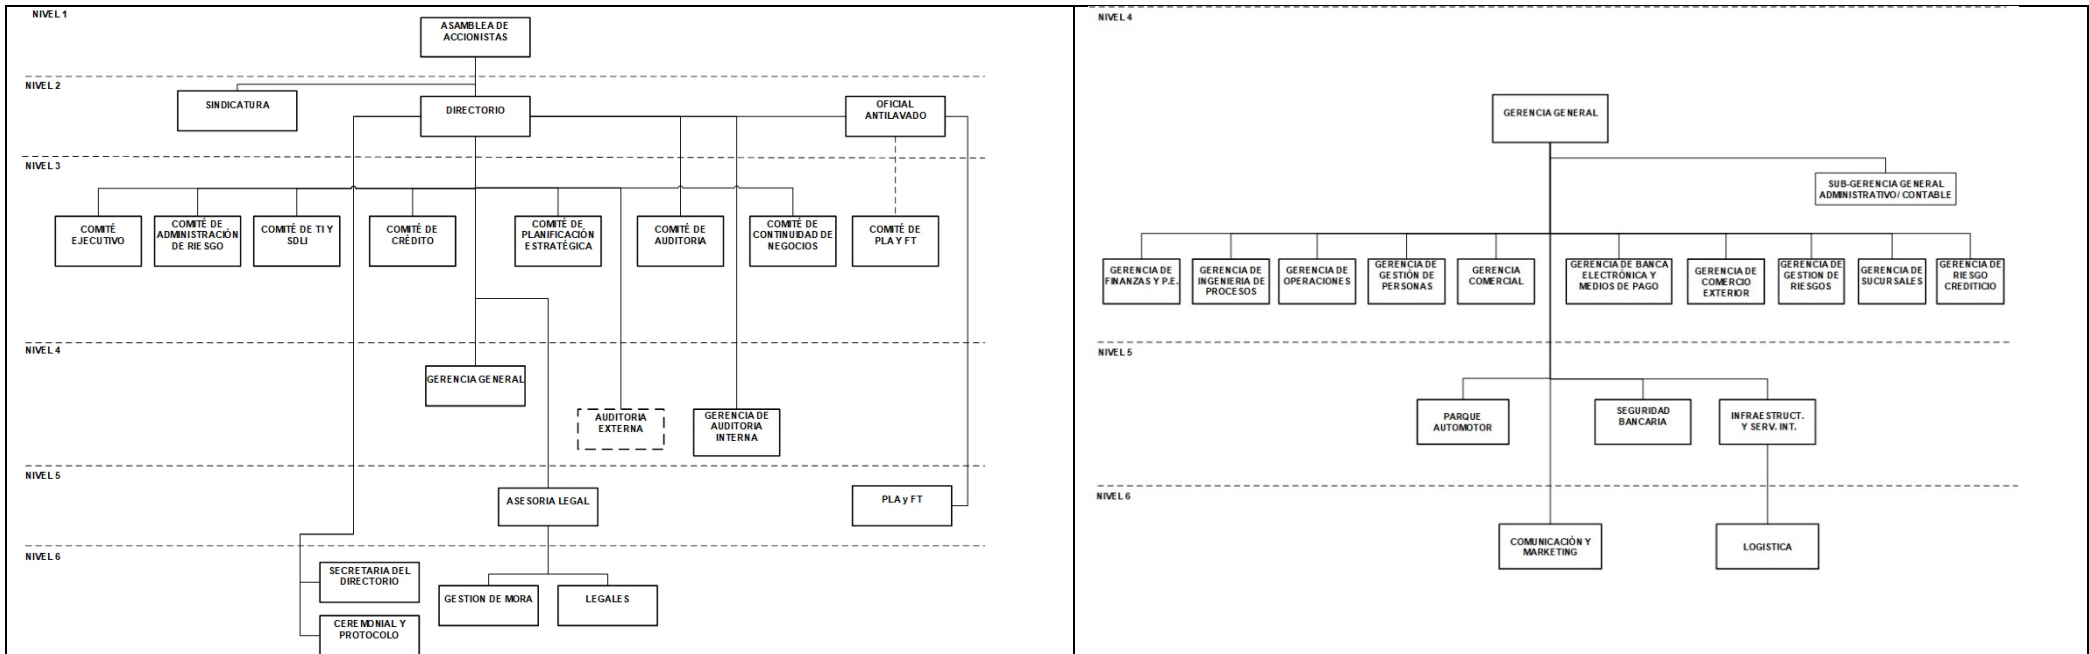 NIVEL 1
ASAMBLEA DE
ACCIONISTAS
NIVEL 2
SINDICATURA
DIRECTORIO
OFICIAL
ANTILAVADO
NIVEL 3
COMITÉ
EJECUTIVO
COMITÉ DE
ADMINISTRACIÓN
DE RIESGO
COMITÉ DE TI Y
SDLI
COMITÉ DE
CRÉDITO
COMITÉ DE
PLANIFICACIÓN
ESTRATÉGICA
COMITÉ DE
AUDITORIA
COMITÉ DE
CONTINUIDAD DE
NEGOCIOS
COMITÉ DE
PLA Y FT
NIVEL 4
GERENCIA GENERAL
AUDITORIA
EXTERNA
GERENCIA DE
AUDITORIA
INTERNA
NIVEL 5
ASESORIA LEGAL
PLA y FT
NIVEL 6
SECRETARIA DEL
DIRECTORIO
GESTION DE MORA
LEGALES
CEREMONIAL Y
PROTOCOLO
NIVEL 4
GERENCIA GENERAL
SUB-GERENCIA GENERAL
ADMINISTRATIVO/ CONTABLE
GERENCIA DE
FINANZAS Y P.E.
GERENCIA DE
INGENIERIA DE
PROCESOS
GERENCIA DE
OPERACIONES
GERENCIA DE
GESTIÓN DE
PERSONAS
GERENCIA
COMERCIAL
GERENCIA DE BANCA
ELECTRÓNICA Y
MEDIOS DE PAGO
GERENCIA DE
COMERCIO
EXTERIOR
GERENCIA DE
GESTION DE
RIESGOS
GERENCIA DE
SUCURSALES
GERENCIA DE
RIESGO
CREDITICIO
NIVEL 5
PARQUE
AUTOMOTOR
SEGURIDAD
BANCARIA
INFRAESTRUCT.
Y SERV. INT.
NIVEL 6
COMUNICACIÓN Y
MARKETING
LOGISTICA